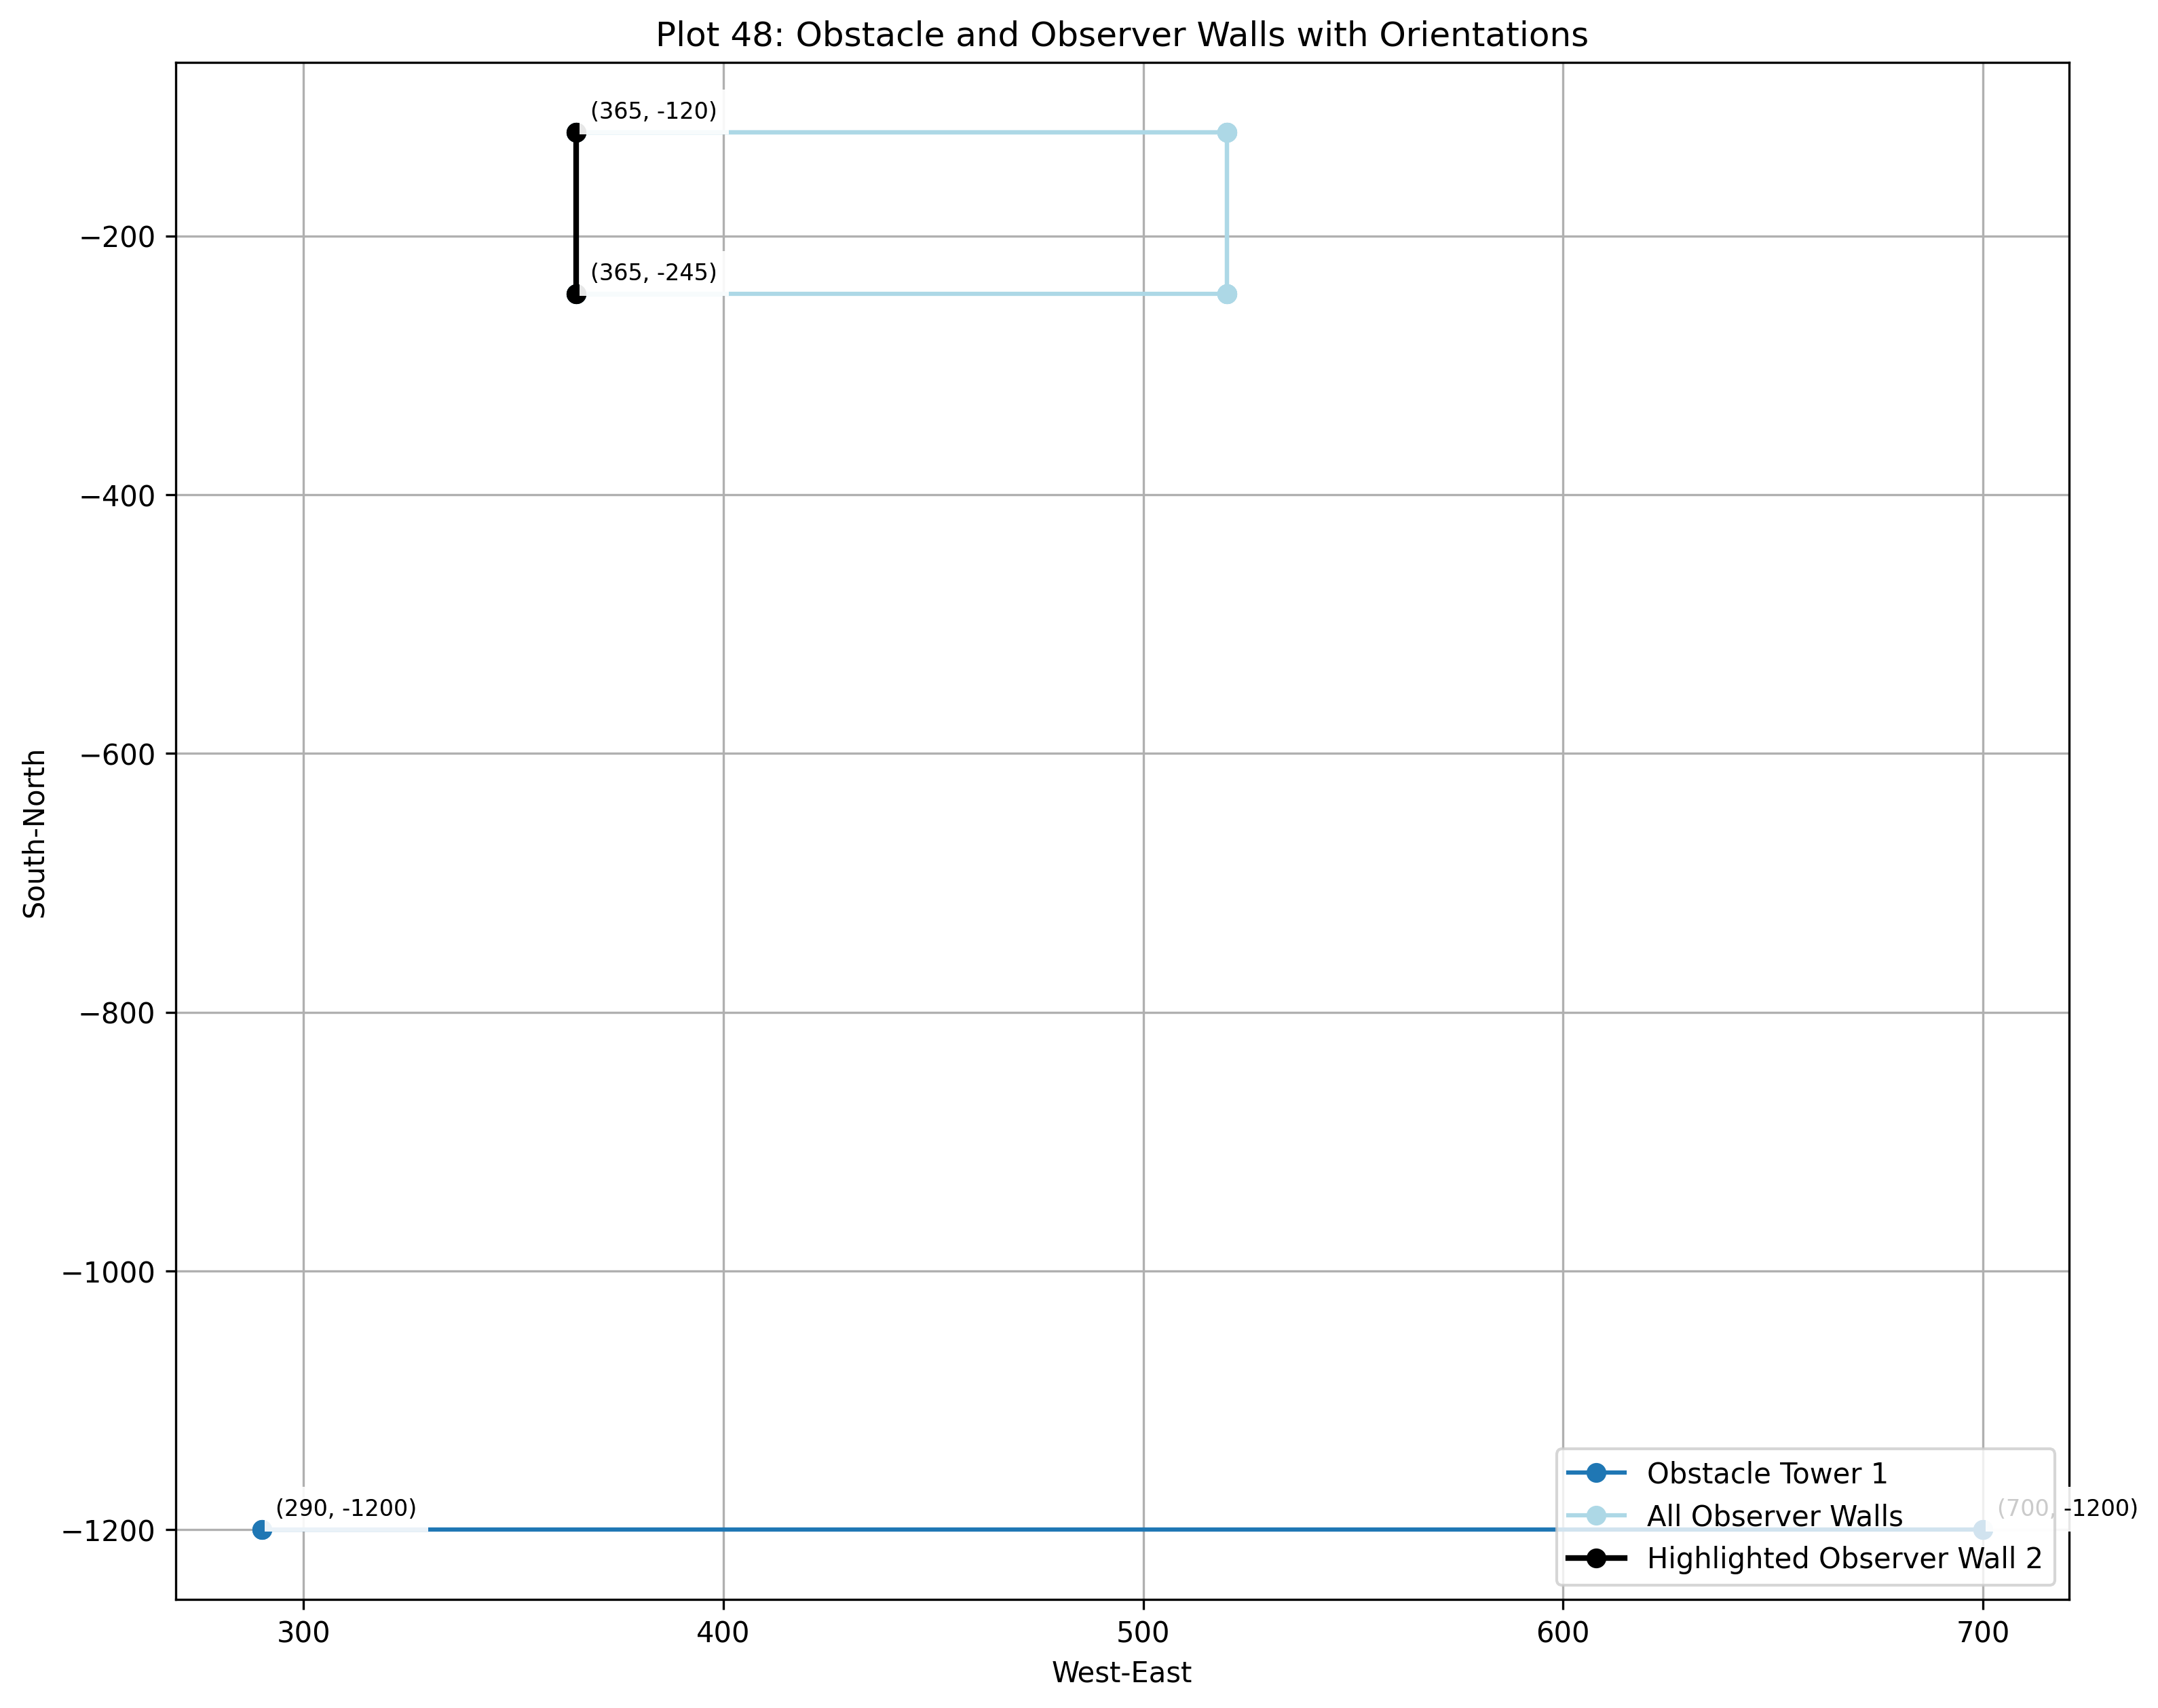 Plot 48: Obstacle and Observer Walls with Orientations
(365, -120)
−200
(365, -245)
−400
−600
South-North
−800
−1000
Obstacle Tower 1
(290, -1200)
(700, -1200)
All Observer Walls
−1200
Highlighted Observer Wall 2
300
400
500
600
700
West-East